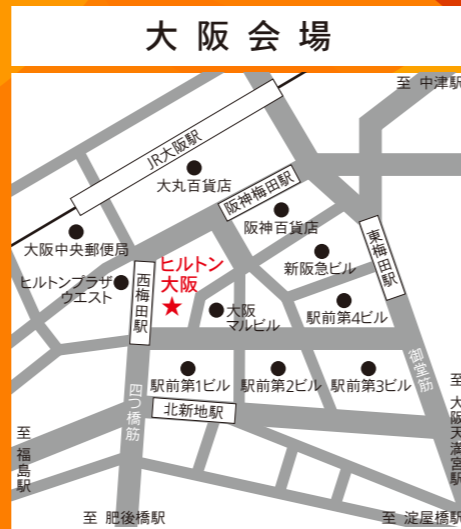 大阪会場
至 中津駅
JR大阪駅
大丸百貨店
阪神梅田駅
阪神百貨店
東梅田駅
大阪中央郵便局
ヒルトン
大阪
新阪急ビル
ヒルトンプラザ
ウエスト
西梅田駅
大阪
マルビル
駅前第4ビル
駅前第1ビル
駅前第2ビル
駅前第3ビル
御堂筋
四つ橋筋
北新地駅
至 大阪天満宮駅
至 福島駅
至 肥後橋駅
至 淀屋橋駅